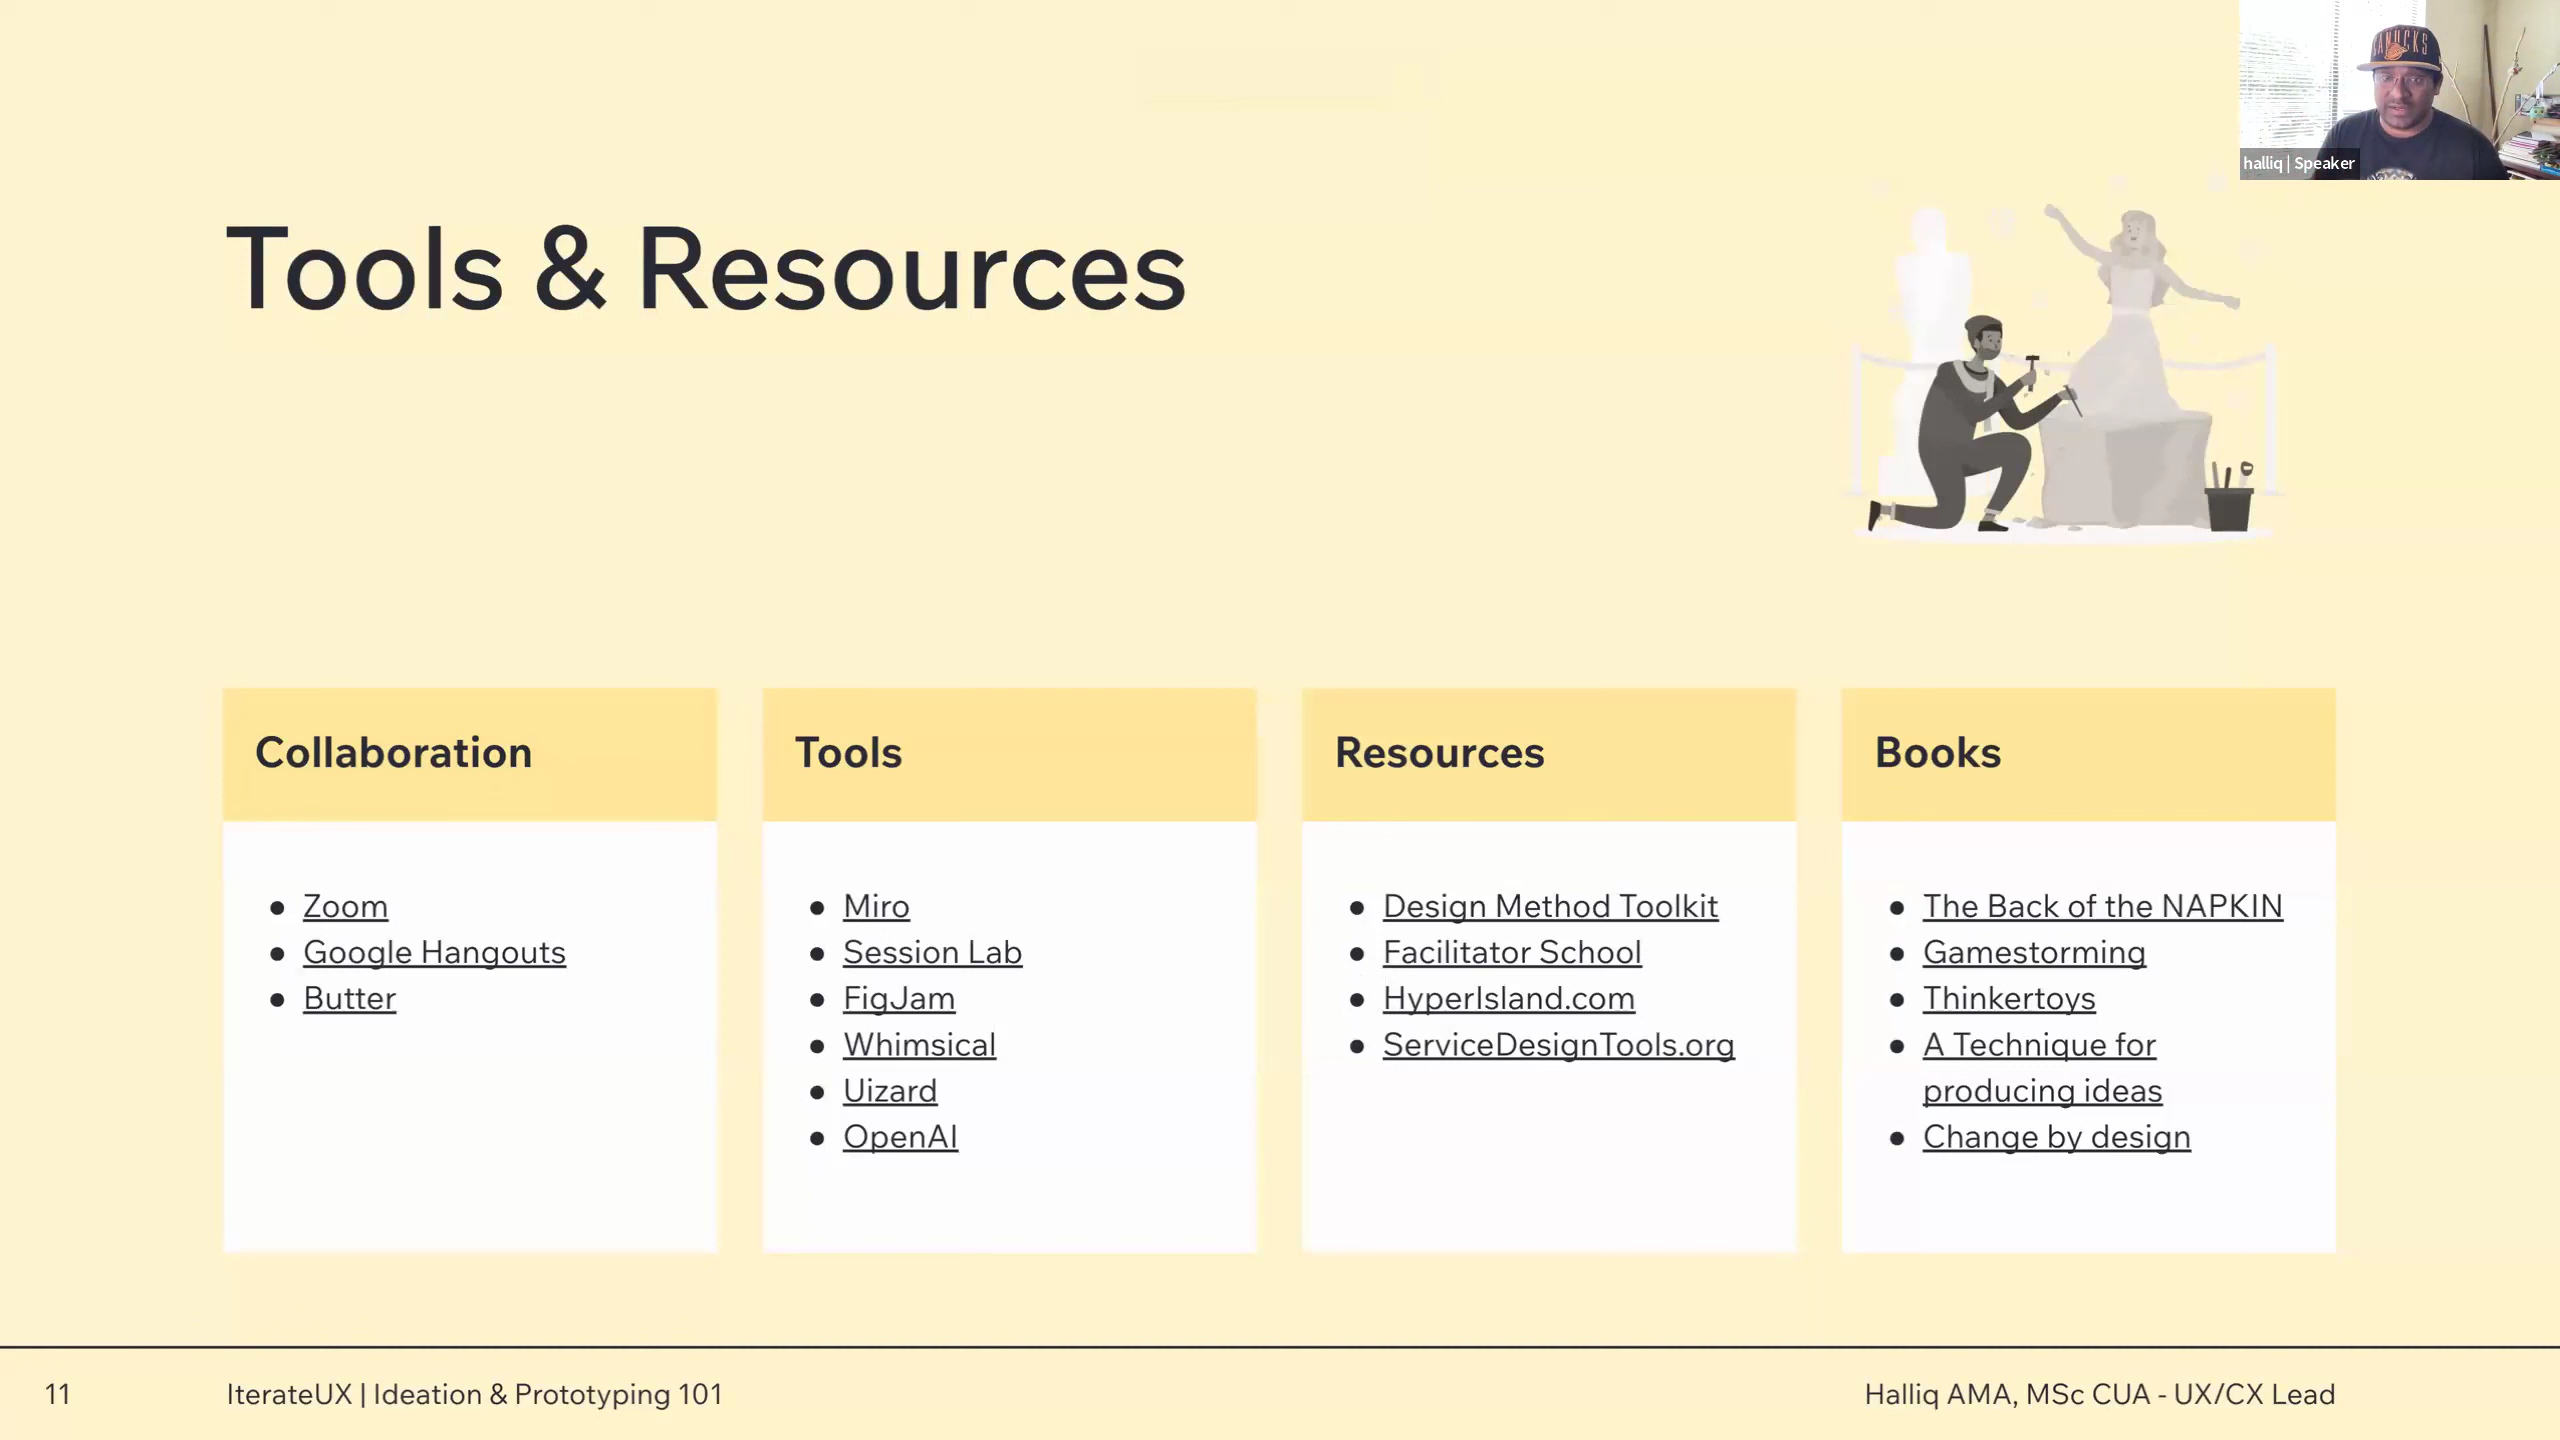 halliq | Speaker
Tools & Resources
Collaboration
Zoom
Google Hangouts
Butter
Tools
Miro
Session Lab
FigJam
Whimsical
Uizard
OpenAI
Resources
Design Method Toolkit
Facilitator School
HyperIsland.com
ServiceDesignTools.org
Books
The Back of the NAPKIN
Gamestorming
Thinkertoys
A Technique for
producing ideas
Change by design
11
IterateUX | Ideation & Prototyping 101
Halliq AMA, MSc CUA - UX/CX Lead